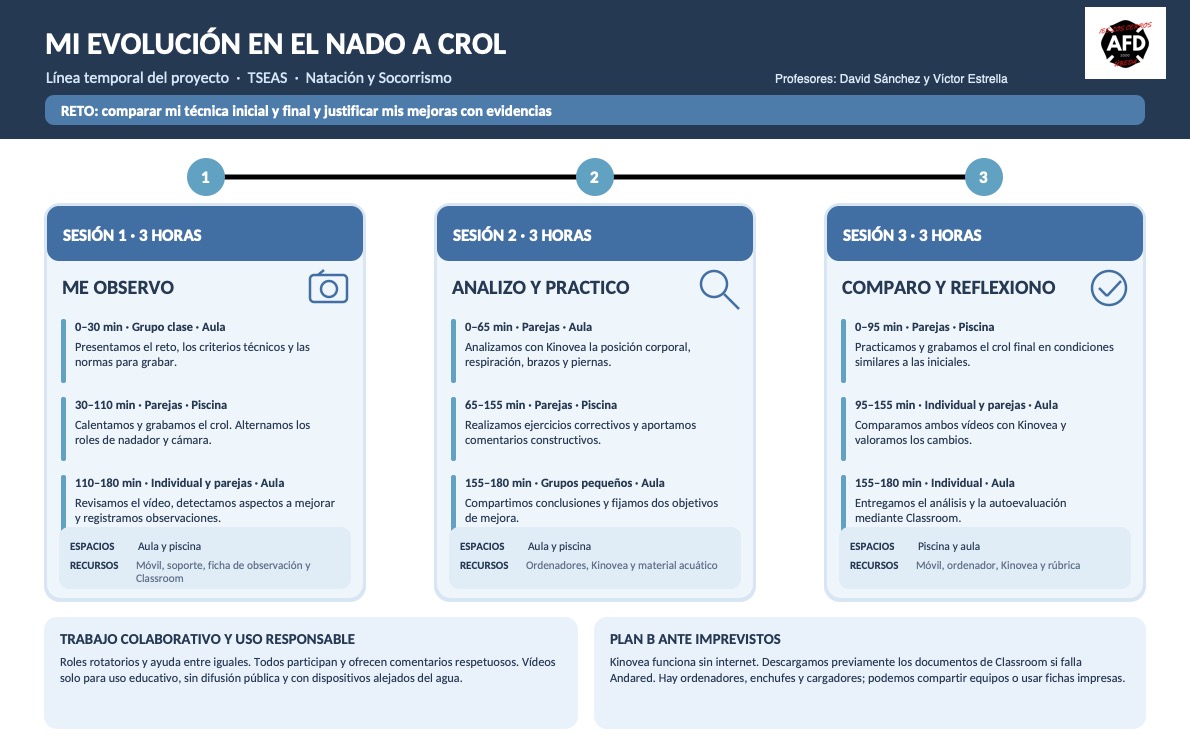 MI EVOLUCIÓN EN EL NADO A CROL
Línea temporal del proyecto · TSEAS · Natación y Socorrismo
Profesores: David Sánchez y Víctor Estrella
AFD
RETO: comparar mi técnica inicial y final y justificar mis mejoras con evidencias
1
2
3
SESIÓN 1 · 3 HORAS
ME OBSERVO
0–30 min · Grupo clase · Aula
Presentamos el reto, los criterios técnicos y las
normas para grabar.
30–110 min · Parejas · Piscina
Calentamos y grabamos el crol. Alternamos los
roles de nadador y cámara.
110–180 min · Individual y parejas · Aula
Revisamos el vídeo, detectamos aspectos a mejorar
y registramos observaciones.
ESPACIOS Aula y piscina
RECURSOS Móvil, soporte, ficha de observación y
Classroom
SESIÓN 2 · 3 HORAS
ANALIZO Y PRACTICO
0–65 min · Parejas · Aula
Analizamos con Kinovea la posición corporal,
respiración, brazos y piernas.
65–155 min · Parejas · Piscina
Realizamos ejercicios correctivos y aportamos
comentarios constructivos.
155–180 min · Grupos pequeños · Aula
Compartimos conclusiones y fijamos dos objetivos
de mejora.
ESPACIOS Aula y piscina
RECURSOS Ordenadores, Kinovea y material acuático
SESIÓN 3 · 3 HORAS
COMPARO Y REFLEXIONO
0–95 min · Parejas · Piscina
Practicamos y grabamos el crol final en condiciones
similares a las iniciales.
95–155 min · Individual y parejas · Aula
Comparamos ambos vídeos con Kinovea y
valoramos los cambios.
155–180 min · Individual · Aula
Entregamos el análisis y la autoevaluación
mediante Classroom.
ESPACIOS Piscina y aula
RECURSOS Móvil, ordenador, Kinovea y rúbrica
TRABAJO COLABORATIVO Y USO RESPONSABLE
Roles rotatorios y ayuda entre iguales. Todos participan y ofrecen comentarios respetuosos. Vídeos
solo para uso educativo, sin difusión pública y con dispositivos alejados del agua.
PLAN B ANTE IMPREVISTOS
Kinovea funciona sin internet. Descargamos previamente los documentos de Classroom si falla
Andared. Hay ordenadores, enchufes y cargadores; podemos compartir equipos o usar fichas impresas.